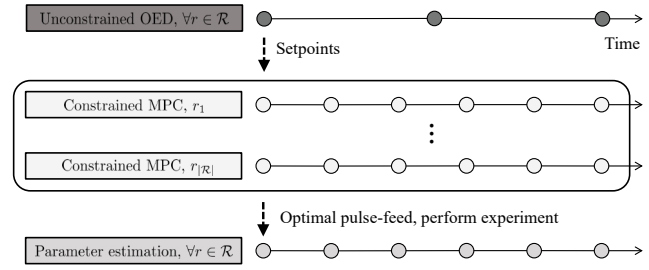 Unconstrained OED, ∀r ∈ ℛ
Time
Setpoints
Constrained MPC, r₁
⋮
Constrained MPC, r|ℛ|
Optimal pulse-feed, perform experiment
Parameter estimation, ∀r ∈ ℛ